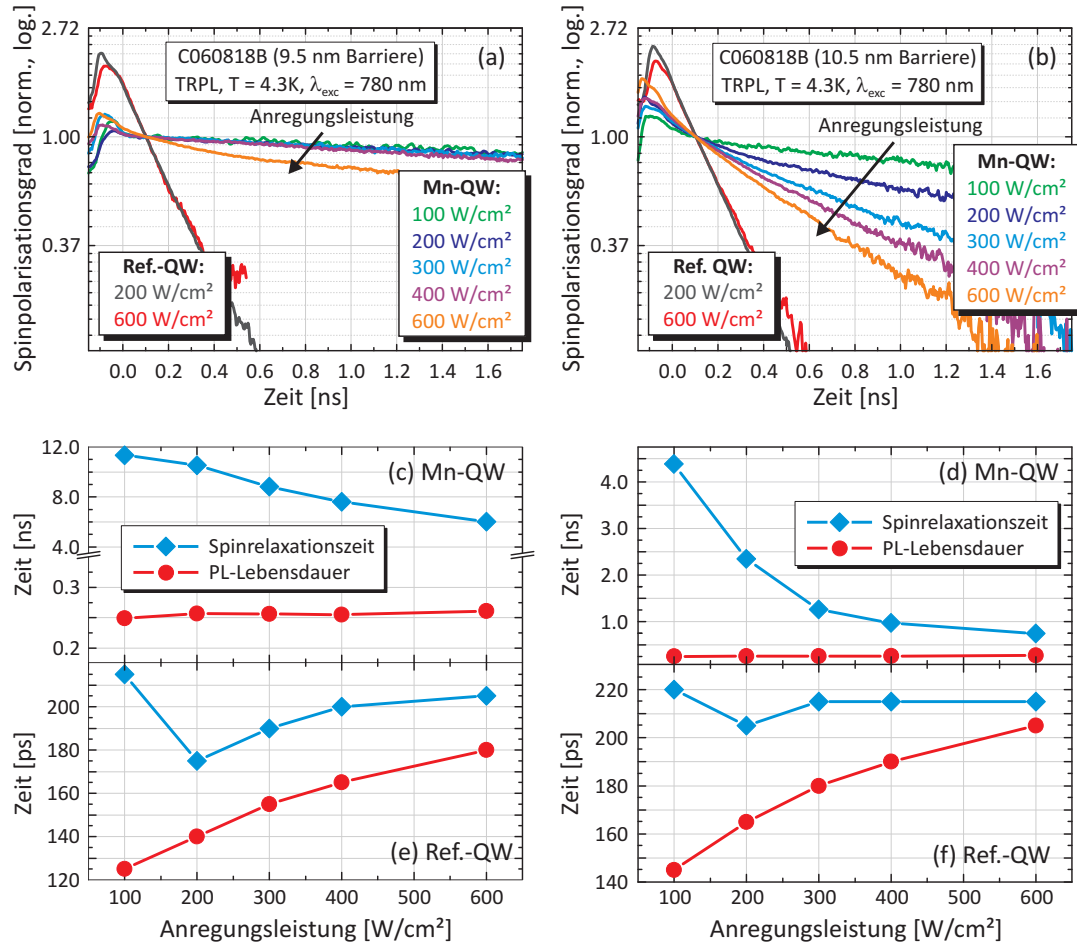 2.72
1.00
0.37
Spinpolarisationsgrad [norm., log.]
(a)
C060818B (9.5 nm Barriere)
TRPL, T = 4.3K, λexc = 780 nm
Anregungsleistung
Ref.-QW:
200 W/cm²
600 W/cm²
Mn-QW:
100 W/cm²
200 W/cm²
300 W/cm²
400 W/cm²
600 W/cm²
0.0 0.2 0.4 0.6 0.8 1.0 1.2 1.4 1.6
Zeit [ns]
2.72
1.00
0.37
Spinpolarisationsgrad [norm., log.]
(b)
C060818B (10.5 nm Barriere)
TRPL, T = 4.3K, λexc = 780 nm
Anregungsleistung
Ref. QW:
200 W/cm²
600 W/cm²
Mn-QW:
100 W/cm²
200 W/cm²
300 W/cm²
400 W/cm²
600 W/cm²
0.0 0.2 0.4 0.6 0.8 1.0 1.2 1.4 1.6
Zeit [ns]
12.0
8.0
4.0
0.3
0.2
Zeit [ns]
(c) Mn-QW
Spinrelaxationszeit
PL-Lebensdauer
4.0
3.0
2.0
1.0
Zeit [ns]
(d) Mn-QW
Spinrelaxationszeit
PL-Lebensdauer
200
180
160
140
120
Zeit [ps]
(e) Ref.-QW
100 200 300 400 500 600
Anregungsleistung [W/cm²]
220
200
180
160
140
Zeit [ps]
(f) Ref.-QW
100 200 300 400 500 600
Anregungsleistung [W/cm²]